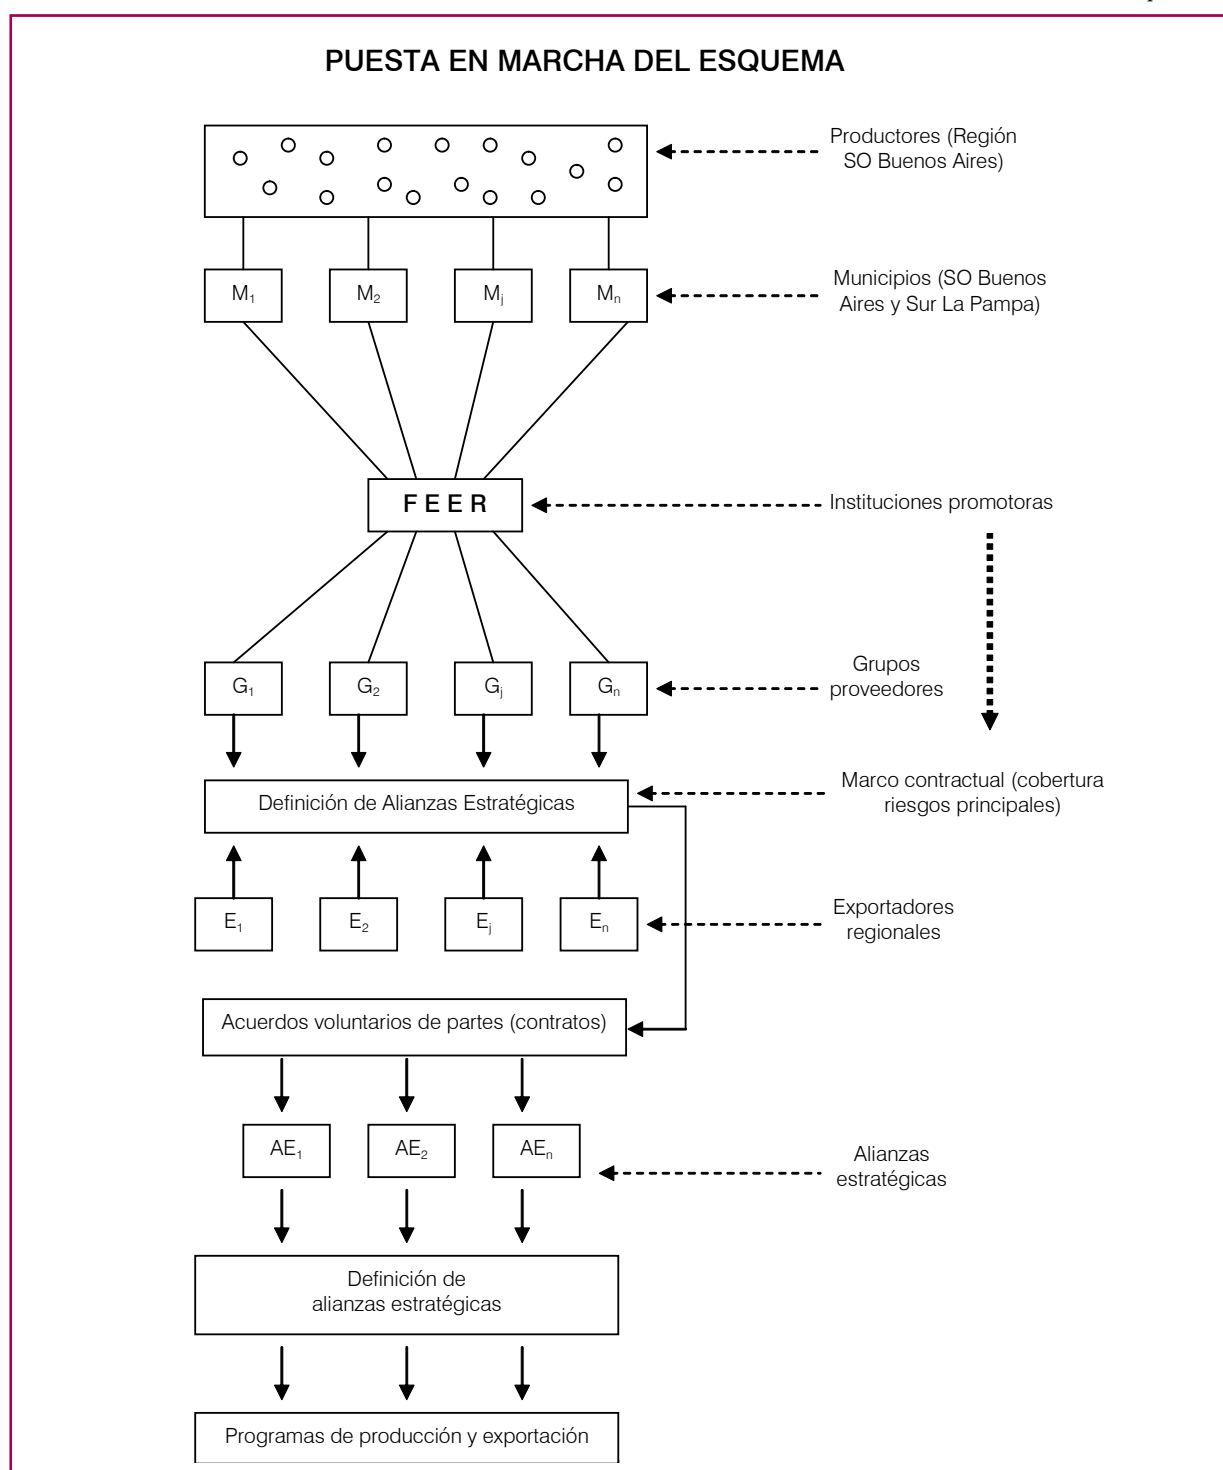 PUESTA EN MARCHA DEL ESQUEMA
Productores (Región
SO Buenos Aires)
M1 M2 Mj Mn
Municipios (SO Buenos
Aires y Sur La Pampa)
F E E R
Instituciones promotoras
G1 G2 Gj Gn
Grupos
proveedores
Definición de Alianzas Estratégicas
Marco contractual (cobertura
riesgos principales)
E1 E2 Ej En
Exportadores
regionales
Acuerdos voluntarios de partes (contratos)
AE1 AE2 AEn
Alianzas
estratégicas
Definición de
alianzas estratégicas
Programas de producción y exportación